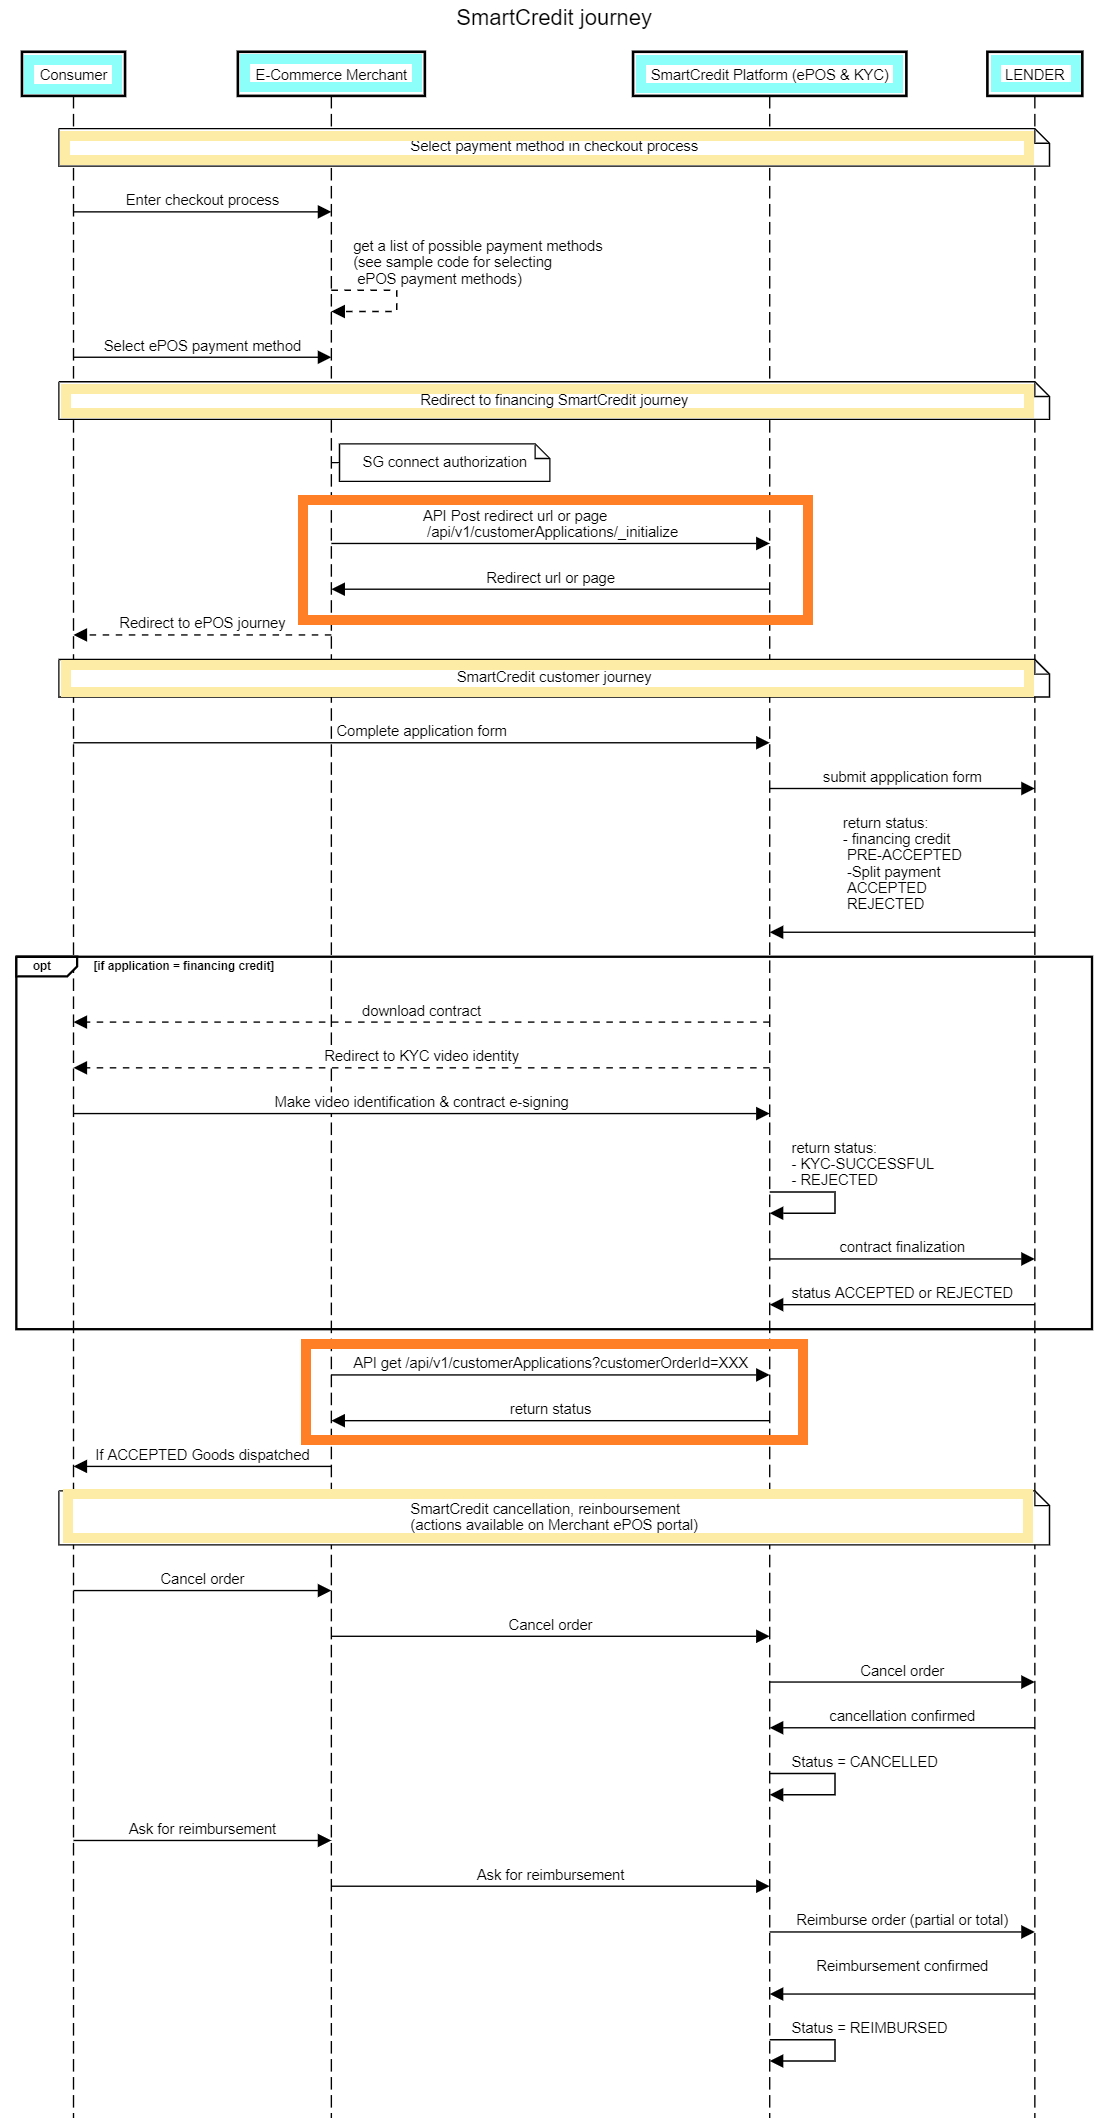 SmartCredit journey
Consumer
E-Commerce Merchant
SmartCredit Platform (ePOS & KYC)
LENDER
Select payment method in checkout process
Enter checkout process
get a list of possible payment methods
(see sample code for selecting
ePOS payment methods)
Select ePOS payment method
Redirect to financing SmartCredit journey
SG connect authorization
API Post redirect url or page
/api/v1/customerApplications/_initialize
Redirect url or page
Redirect to ePOS journey
SmartCredit customer journey
Complete application form
submit appplication form
return status:
- financing credit
PRE-ACCEPTED
-Split payment
ACCEPTED
REJECTED
opt
[if application = financing credit]
download contract
Redirect to KYC video identity
Make video identification & contract e-signing
return status:
- KYC-SUCCESSFUL
- REJECTED
contract finalization
status ACCEPTED or REJECTED
API get /api/v1/customerApplications?customerOrderId=XXX
return status
If ACCEPTED Goods dispatched
SmartCredit cancellation, reinboursement
(actions available on Merchant ePOS portal)
Cancel order
Cancel order
Cancel order
cancellation confirmed
Status = CANCELLED
Ask for reimbursement
Ask for reimbursement
Reimburse order (partial or total)
Reimbursement confirmed
Status = REIMBURSED